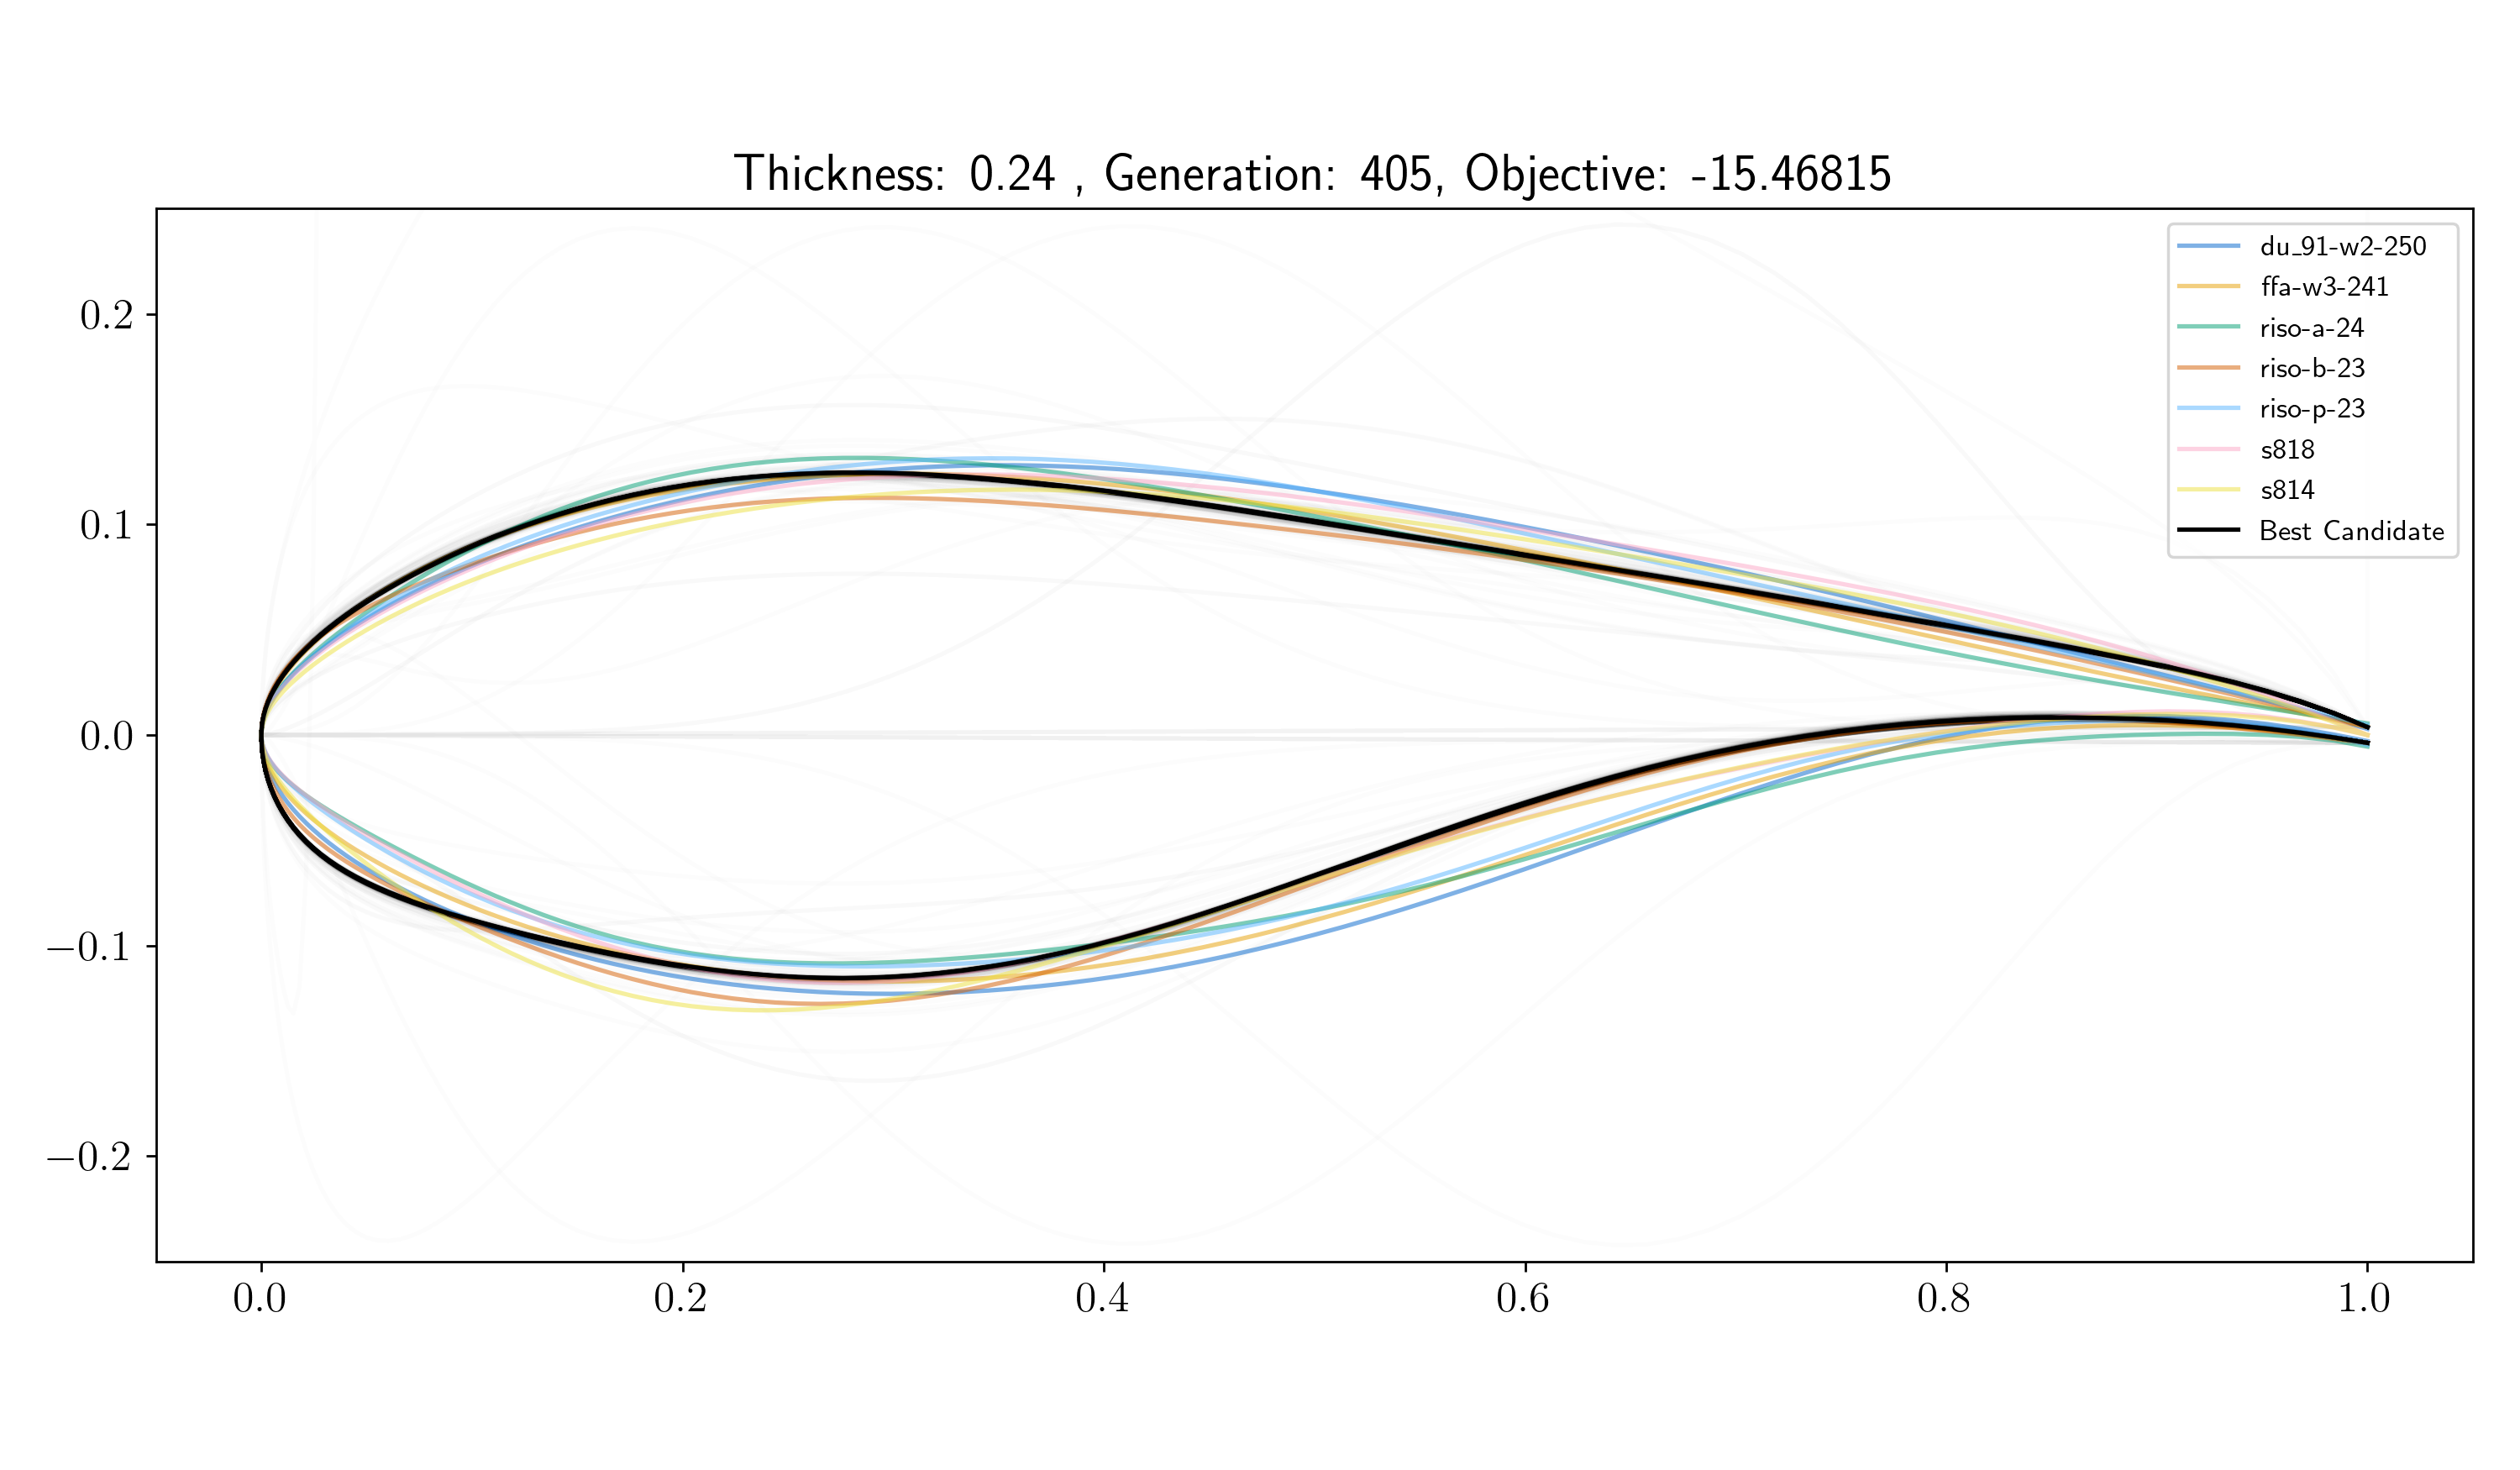 Thickness: 0.24 , Generation: 405, Objective: -15.46815
du_91-w2-250
ffa-w3-241
riso-a-24
riso-b-23
riso-p-23
s818
s814
Best Candidate
0.2
0.1
0.0
−0.1
−0.2
0.0 0.2 0.4 0.6 0.8 1.0